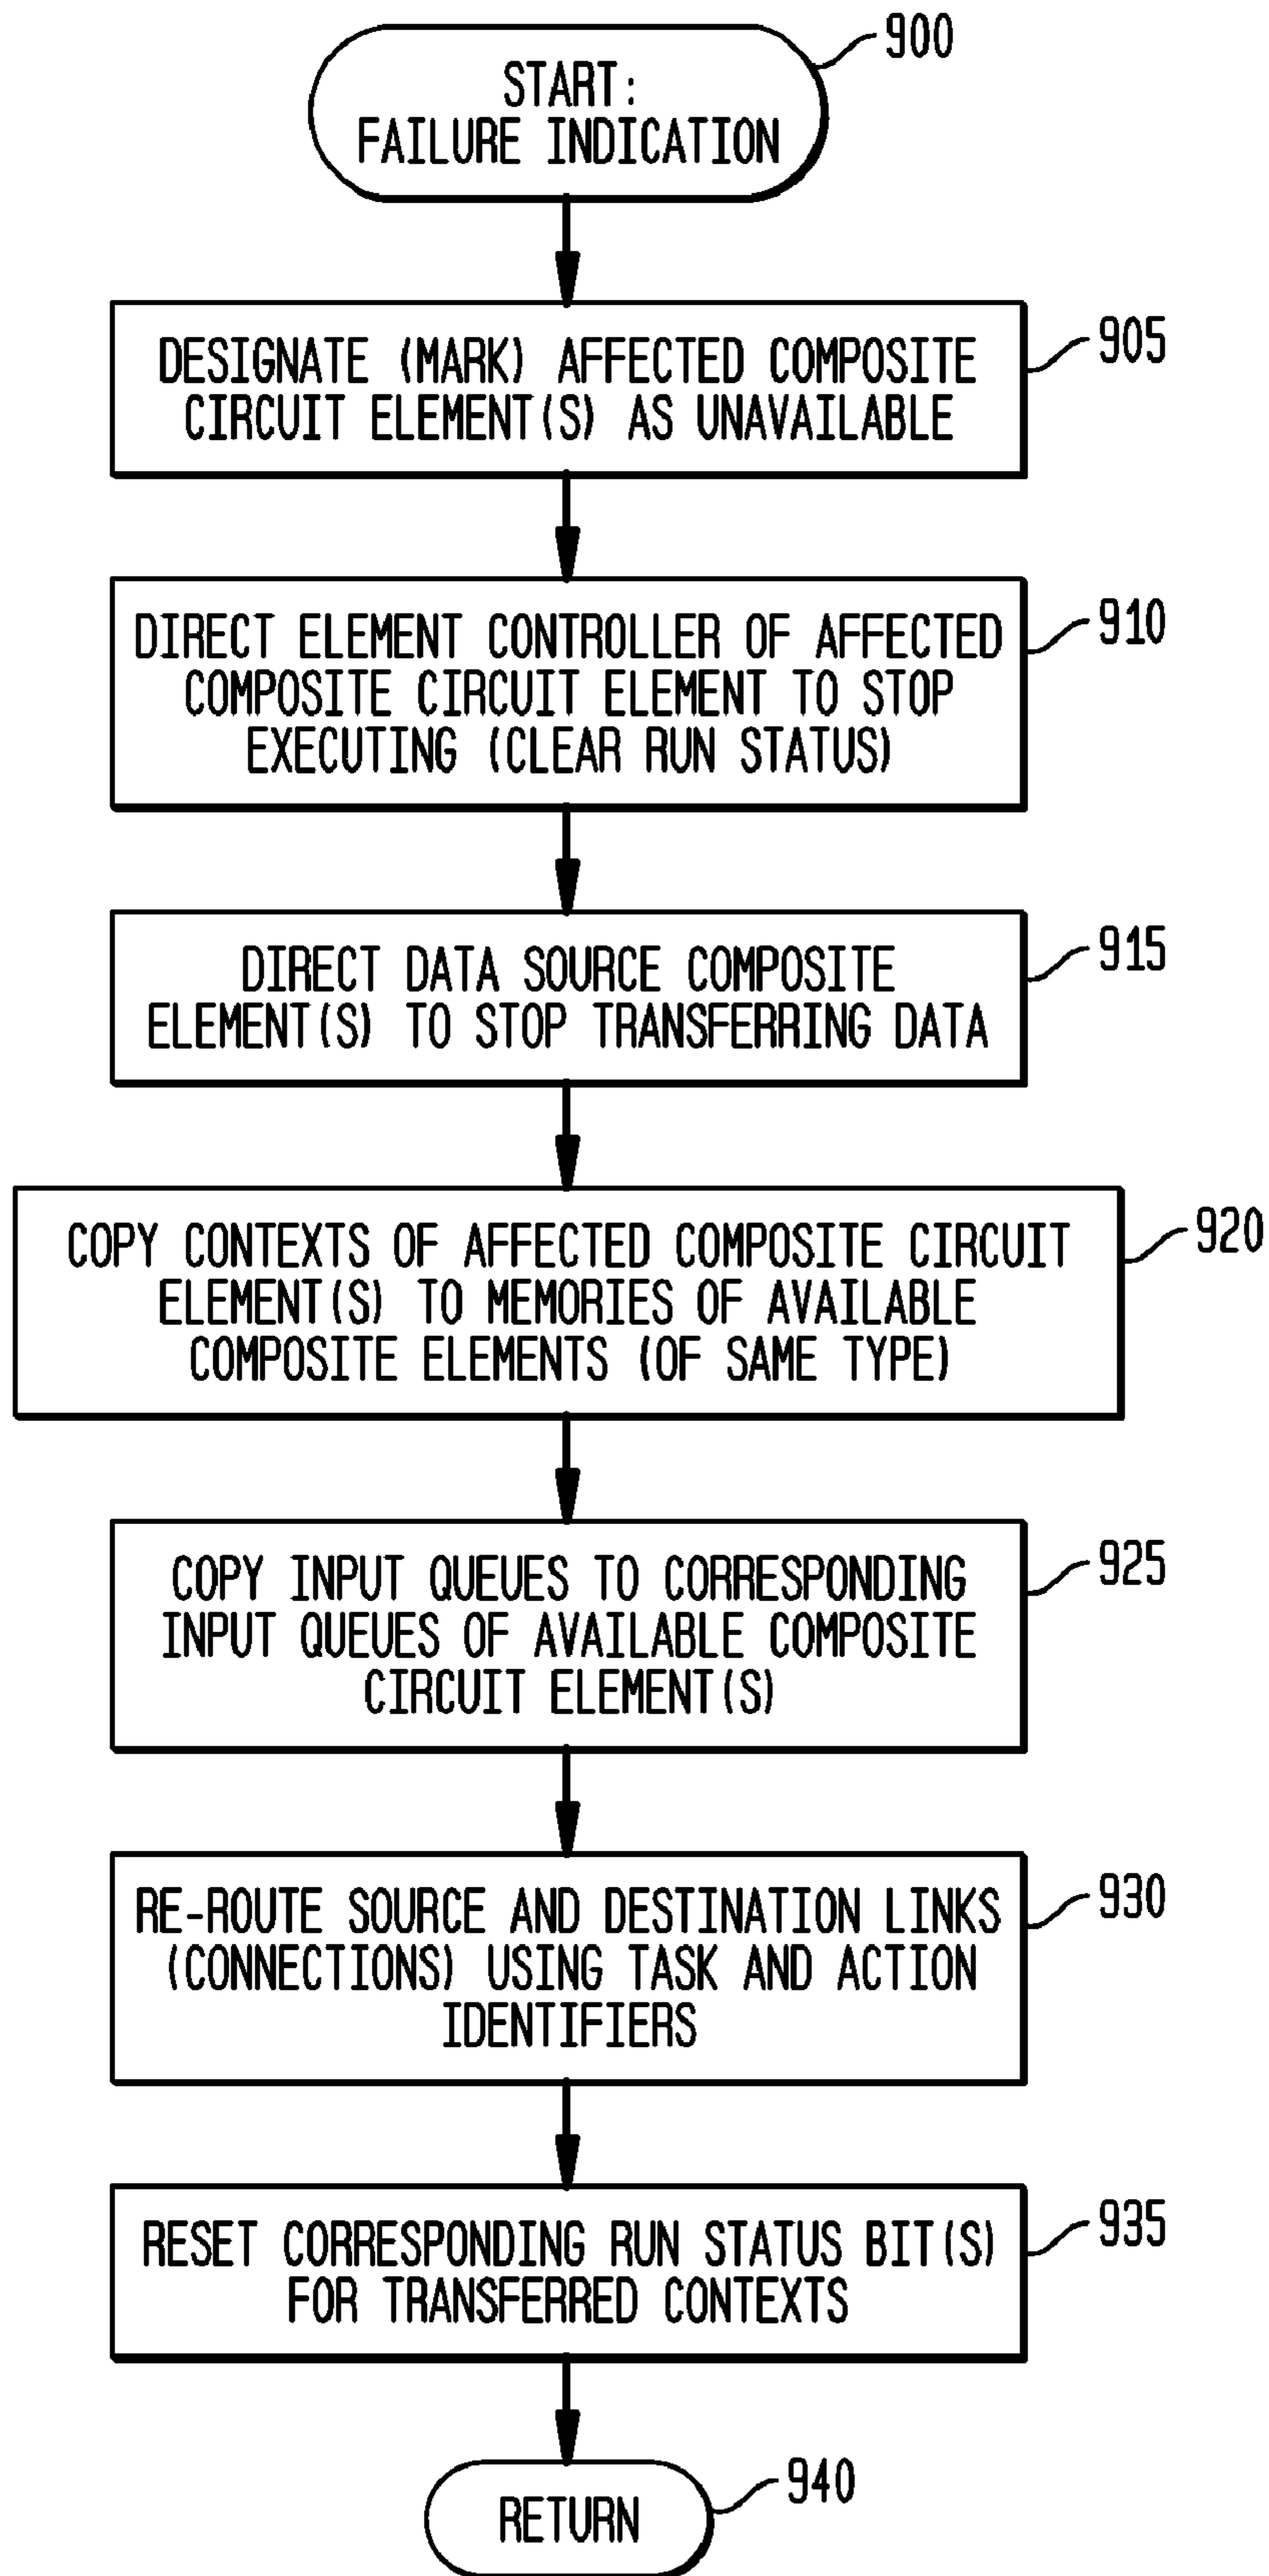 900
START:
FAILURE INDICATION
905
DESIGNATE (MARK) AFFECTED COMPOSITE
CIRCUIT ELEMENT(S) AS UNAVAILABLE
910
DIRECT ELEMENT CONTROLLER OF AFFECTED
COMPOSITE CIRCUIT ELEMENT TO STOP
EXECUTING (CLEAR RUN STATUS)
915
DIRECT DATA SOURCE COMPOSITE
ELEMENT(S) TO STOP TRANSFERRING DATA
920
COPY CONTEXTS OF AFFECTED COMPOSITE CIRCUIT
ELEMENT(S) TO MEMORIES OF AVAILABLE
COMPOSITE ELEMENTS (OF SAME TYPE)
925
COPY INPUT QUEUES TO CORRESPONDING
INPUT QUEUES OF AVAILABLE COMPOSITE
CIRCUIT ELEMENT(S)
930
RE-ROUTE SOURCE AND DESTINATION LINKS
(CONNECTIONS) USING TASK AND ACTION
IDENTIFIERS
935
RESET CORRESPONDING RUN STATUS BIT(S)
FOR TRANSFERRED CONTEXTS
940
RETURN